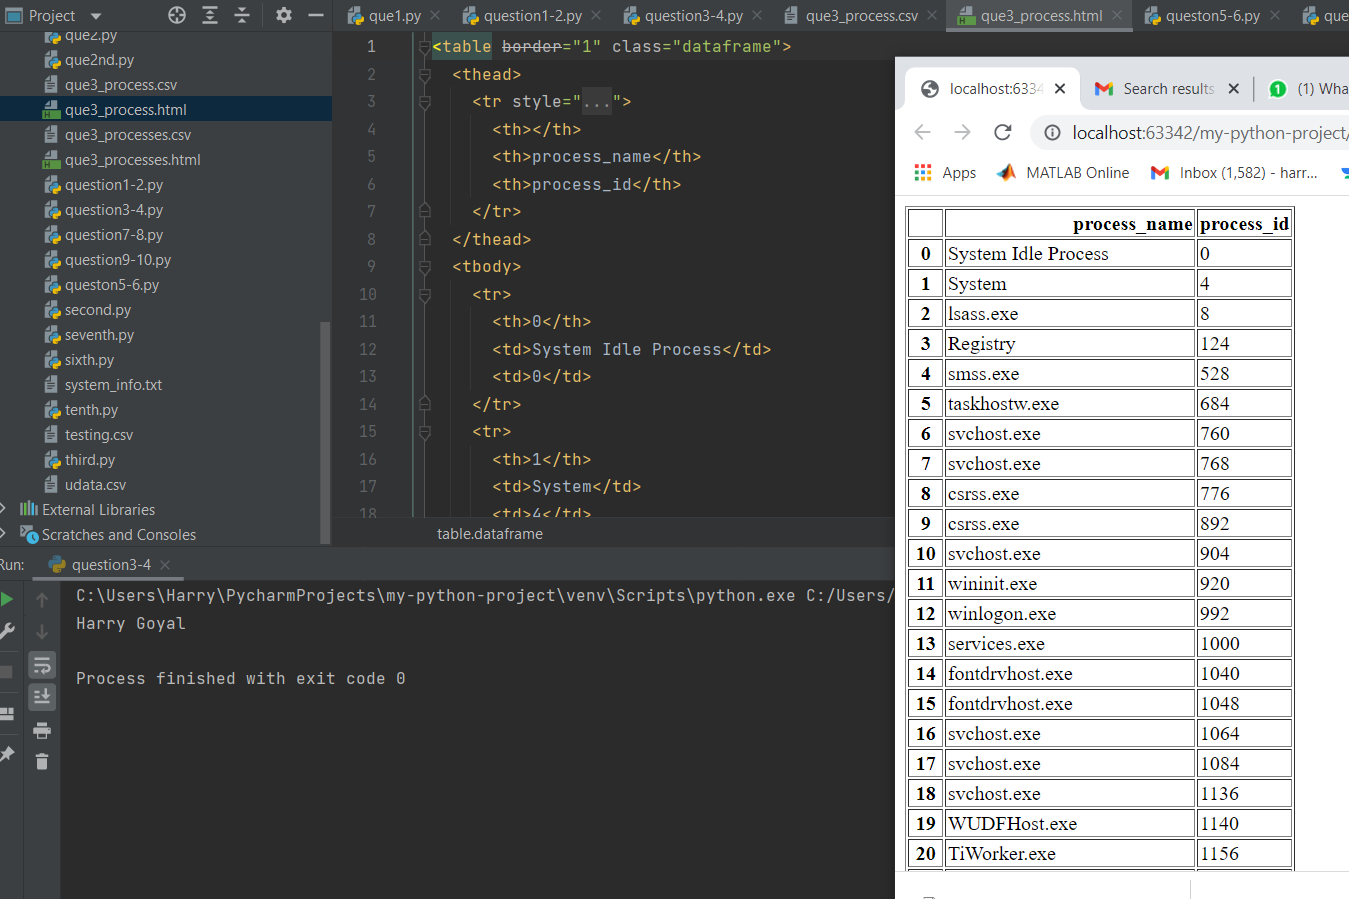 Project
que2.py
que2nd.py
que3_process.csv
que3_process.html
que3_processes.csv
que3_processes.html
question1-2.py
question3-4.py
question7-8.py
question9-10.py
queston5-6.py
second.py
seventh.py
sixth.py
system_info.txt
tenth.py
testing.csv
third.py
udata.csv
External Libraries
Scratches and Consoles
que1.py
question1-2.py
question3-4.py
que3_process.csv
que3_process.html
queston5-6.py
que
1 <table border="1" class="dataframe">
2 <thead>
3 <tr style="...">
4 <th></th>
5 <th>process_name</th>
6 <th>process_id</th>
7 </tr>
8 </thead>
9 <tbody>
10 <tr>
11 <th>0</th>
12 <td>System Idle Process</td>
13 <td>0</td>
14 </tr>
15 <tr>
16 <th>1</th>
17 <td>System</td>
18 <td>4</td>
table.dataframe
Run:
question3-4
C:\Users\Harry\PycharmProjects\my-python-project\venv\Scripts\python.exe C:/Users/
Harry Goyal
Process finished with exit code 0
localhost:6334
Search results
(1) Wha
localhost:63342/my-python-project/
Apps
MATLAB Online
Inbox (1,582) - harr...
process_name process_id
0 System Idle Process 0
1 System 4
2 lsass.exe 8
3 Registry 124
4 smss.exe 528
5 taskhostw.exe 684
6 svchost.exe 760
7 svchost.exe 768
8 csrss.exe 776
9 csrss.exe 892
10 svchost.exe 904
11 wininit.exe 920
12 winlogon.exe 992
13 services.exe 1000
14 fontdrvhost.exe 1040
15 fontdrvhost.exe 1048
16 svchost.exe 1064
17 svchost.exe 1084
18 svchost.exe 1136
19 WUDFHost.exe 1140
20 TiWorker.exe 1156